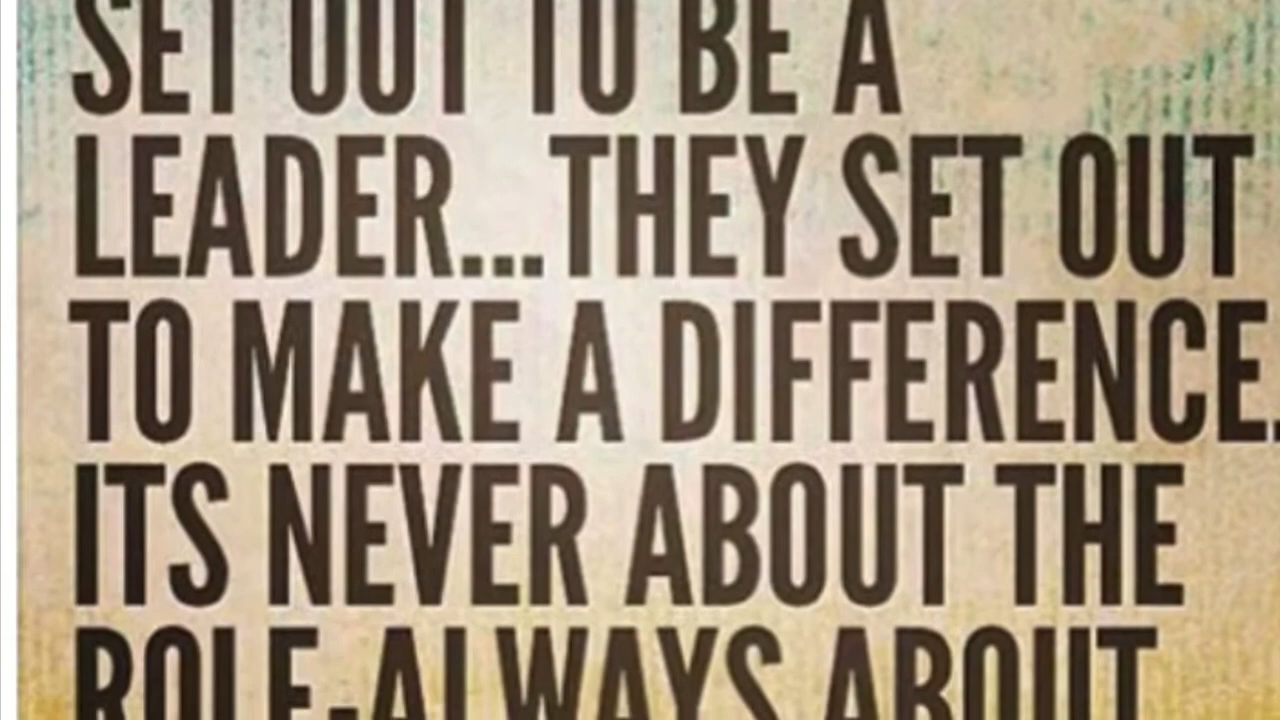 SET OUT TO BE A
LEADER...THEY SET OUT
TO MAKE A DIFFERENCE.
ITS NEVER ABOUT THE
ROLE-ALWAYS ABOUT